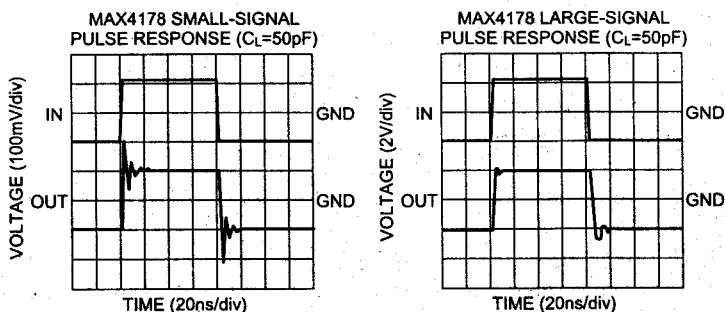 MAX4178 SMALL-SIGNAL
PULSE RESPONSE (CL=50pF)
VOLTAGE (100mV/div)
IN
GND
OUT
GND
TIME (20ns/div)
MAX4178 LARGE-SIGNAL
PULSE RESPONSE (CL=50pF)
VOLTAGE (2V/div)
IN
GND
OUT
GND
TIME (20ns/div)